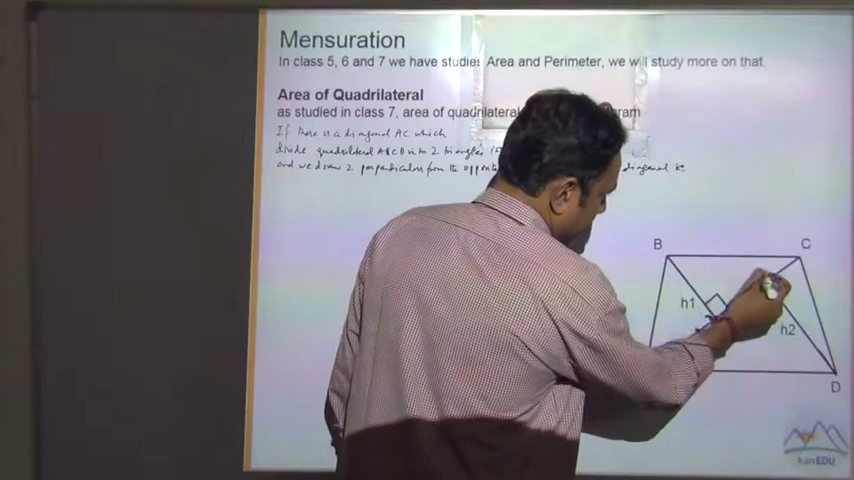 Mensuration
In class 5, 6 and 7 we have studies Area and Perimeter, we will study more on that.
Area of Quadrilateral
as studied in class 7, area of quadrilateral
If there is a diagonal AC which
divide quadrilateral ABCD into 2 triangles
and we draw 2 perpendiculars from the opposite diagonal
B C
h1
h2
D
KanEDU